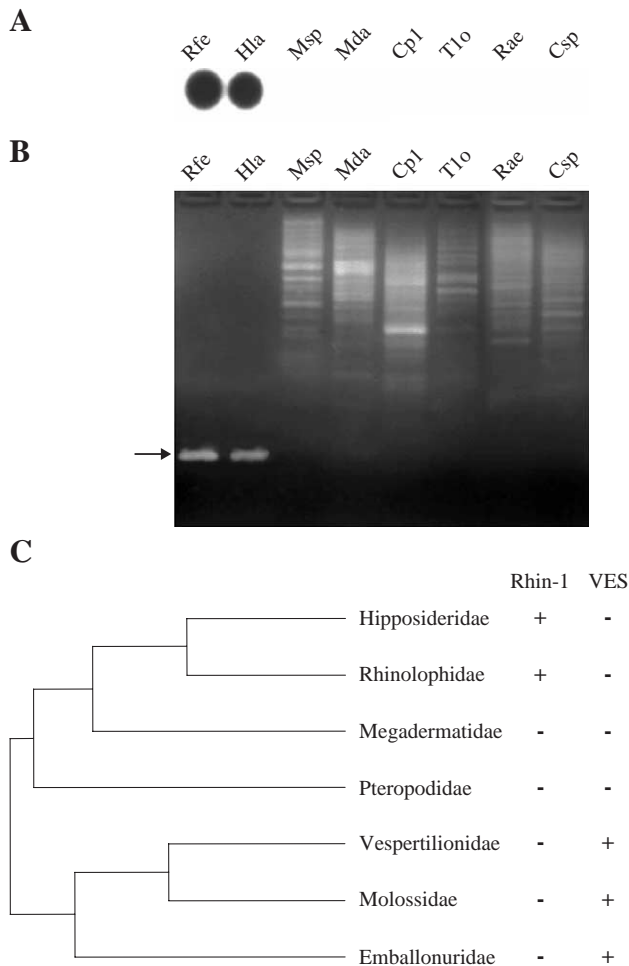 A
Rfe Hla Msp Mda Cp1 T1o Rae Csp
B
Rfe Hla Msp Mda Cp1 T1o Rae Csp
C
Rhin-1 VES
Hipposideridae + -
Rhinolophidae + -
Megadermatidae - -
Pteropodidae - -
Vespertilionidae - +
Molossidae - +
Emballonuridae - +